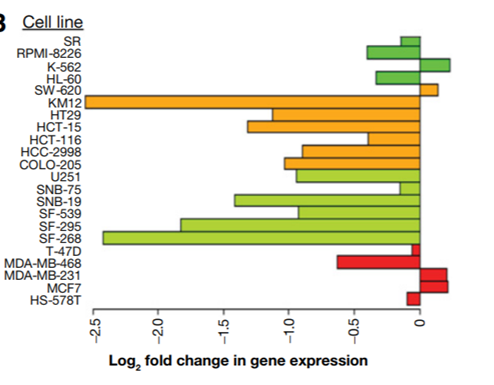 B Cell line
SR
RPMI-8226
K-562
HL-60
SW-620
KM12
HT29
HCT-15
HCT-116
HCC-2998
COLO-205
U251
SNB-75
SNB-19
SF-539
SF-295
SF-268
T-47D
MDA-MB-468
MDA-MB-231
MCF7
HS-578T
−2.5 −2.0 −1.5 −1.0 −0.5 0
Log₂ fold change in gene expression